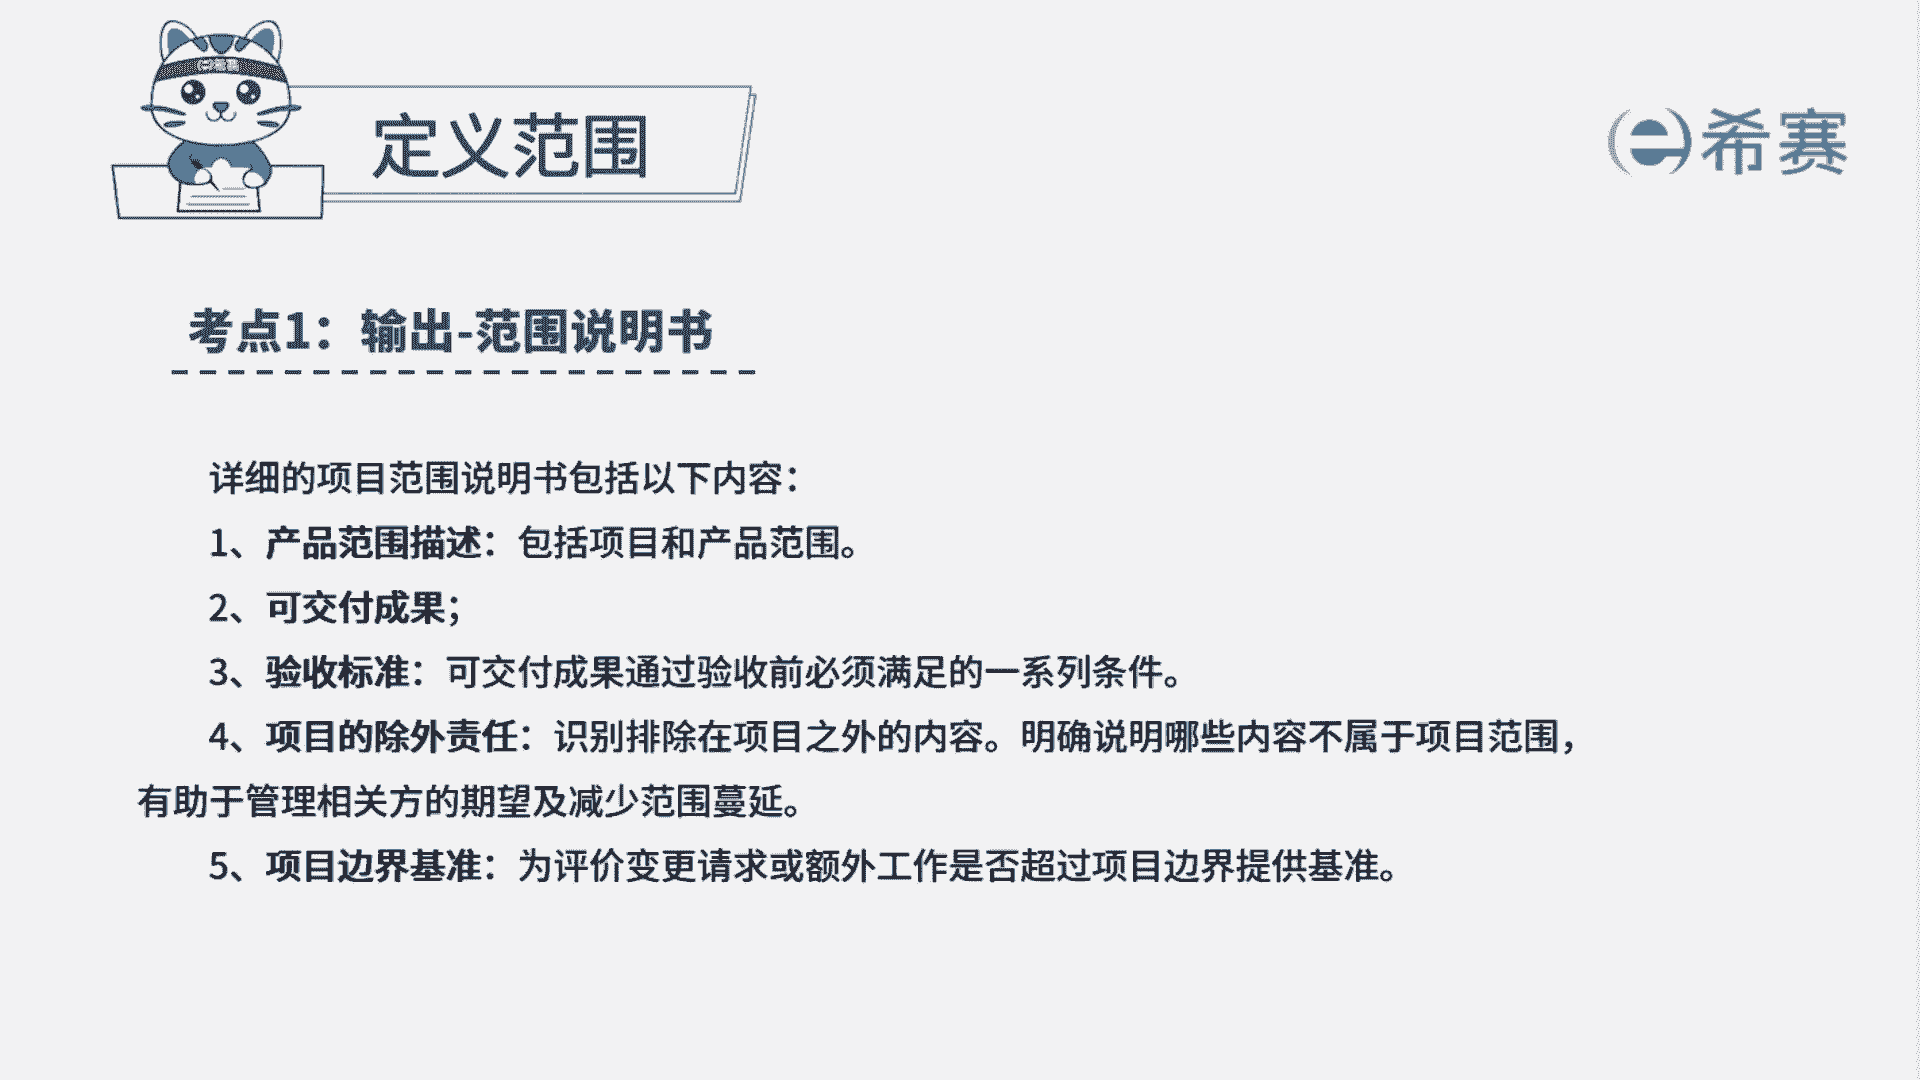 定义范围
希赛
考点1：输出-范围说明书
详细的项目范围说明书包括以下内容：
1、产品范围描述：包括项目和产品范围。
2、可交付成果；
3、验收标准：可交付成果通过验收前必须满足的一系列条件。
4、项目的除外责任：识别排除在项目之外的内容。明确说明哪些内容不属于项目范围，
有助于管理相关方的期望及减少范围蔓延。
5、项目边界基准：为评价变更请求或额外工作是否超过项目边界提供基准。